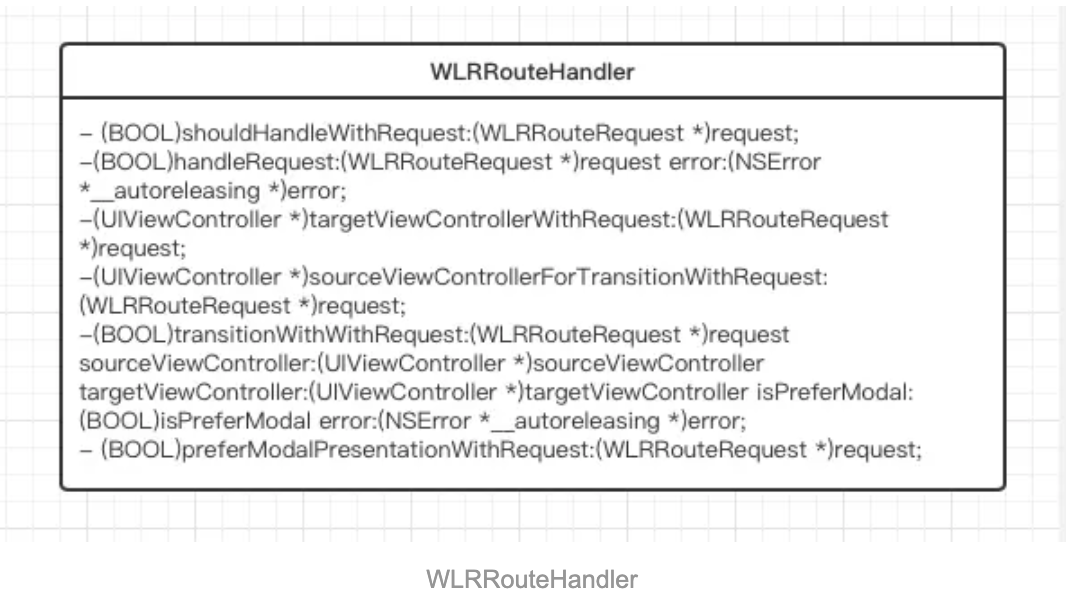 WLRRouteHandler
- (BOOL)shouldHandleWithRequest:(WLRRouteRequest *)request;
-(BOOL)handleRequest:(WLRRouteRequest *)request error:(NSError
*__autoreleasing *)error;
-(UIViewController *)targetViewControllerWithRequest:(WLRRouteRequest
*)request;
-(UIViewController *)sourceViewControllerForTransitionWithRequest:
(WLRRouteRequest *)request;
-(BOOL)transitionWithWithRequest:(WLRRouteRequest *)request
sourceViewController:(UIViewController *)sourceViewController
targetViewController:(UIViewController *)targetViewController isPreferModal:
(BOOL)isPreferModal error:(NSError *__autoreleasing *)error;
- (BOOL)preferModalPresentationWithRequest:(WLRRouteRequest *)request;
WLRRouteHandler